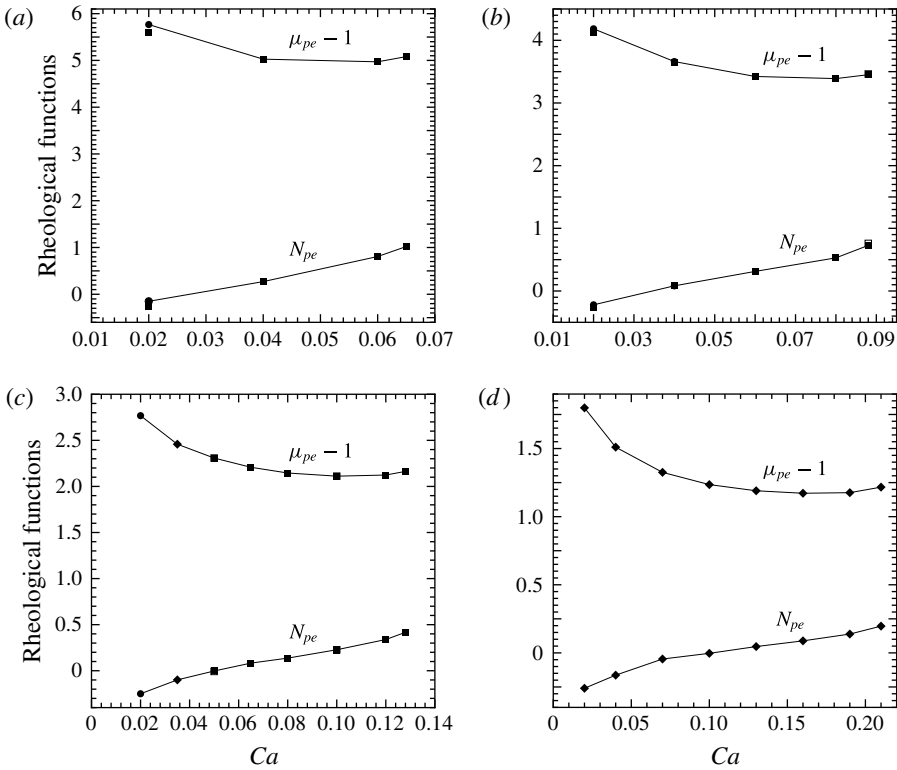 (a)
6
5
4
3
2
1
0
Rheological functions
μpe – 1
Npe
0.01 0.02 0.03 0.04 0.05 0.06 0.07
(b)
4
3
2
1
0
μpe – 1
Npe
0.01 0.03 0.05 0.07 0.09
(c)
3.0
2.5
2.0
1.5
1.0
0.5
0
Rheological functions
μpe – 1
Npe
0 0.02 0.04 0.06 0.08 0.10 0.12 0.14
Ca
(d)
1.5
1.0
0.5
0
μpe – 1
Npe
0 0.05 0.10 0.15 0.20
Ca